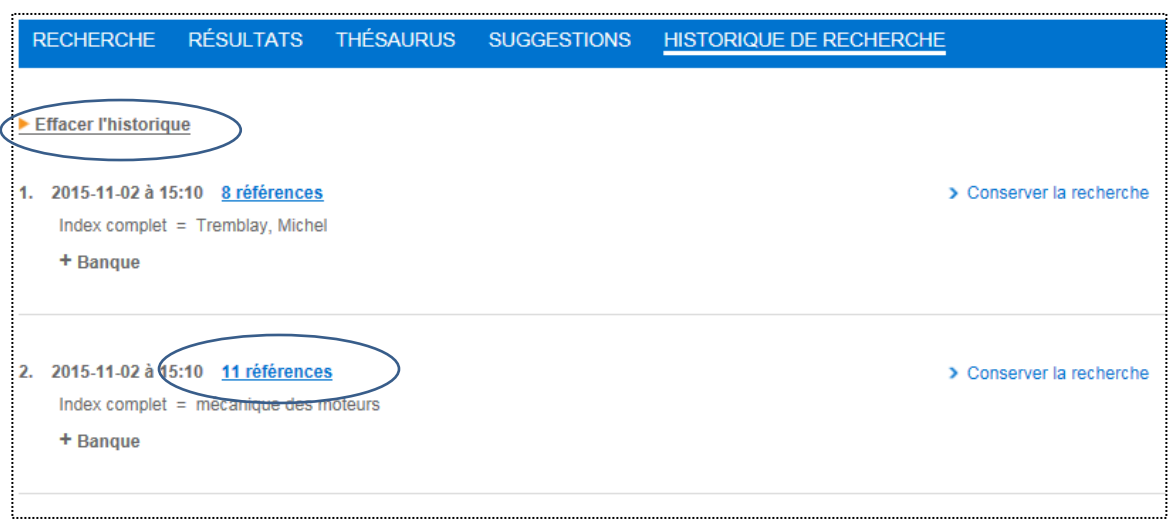 RECHERCHE RÉSULTATS THÉSAURUS SUGGESTIONS HISTORIQUE DE RECHERCHE
Effacer l'historique
1. 2015-11-02 à 15:10 8 références > Conserver la recherche
Index complet = Tremblay, Michel
+ Banque
2. 2015-11-02 à 15:10 11 références > Conserver la recherche
Index complet = mécanique des moteurs
+ Banque